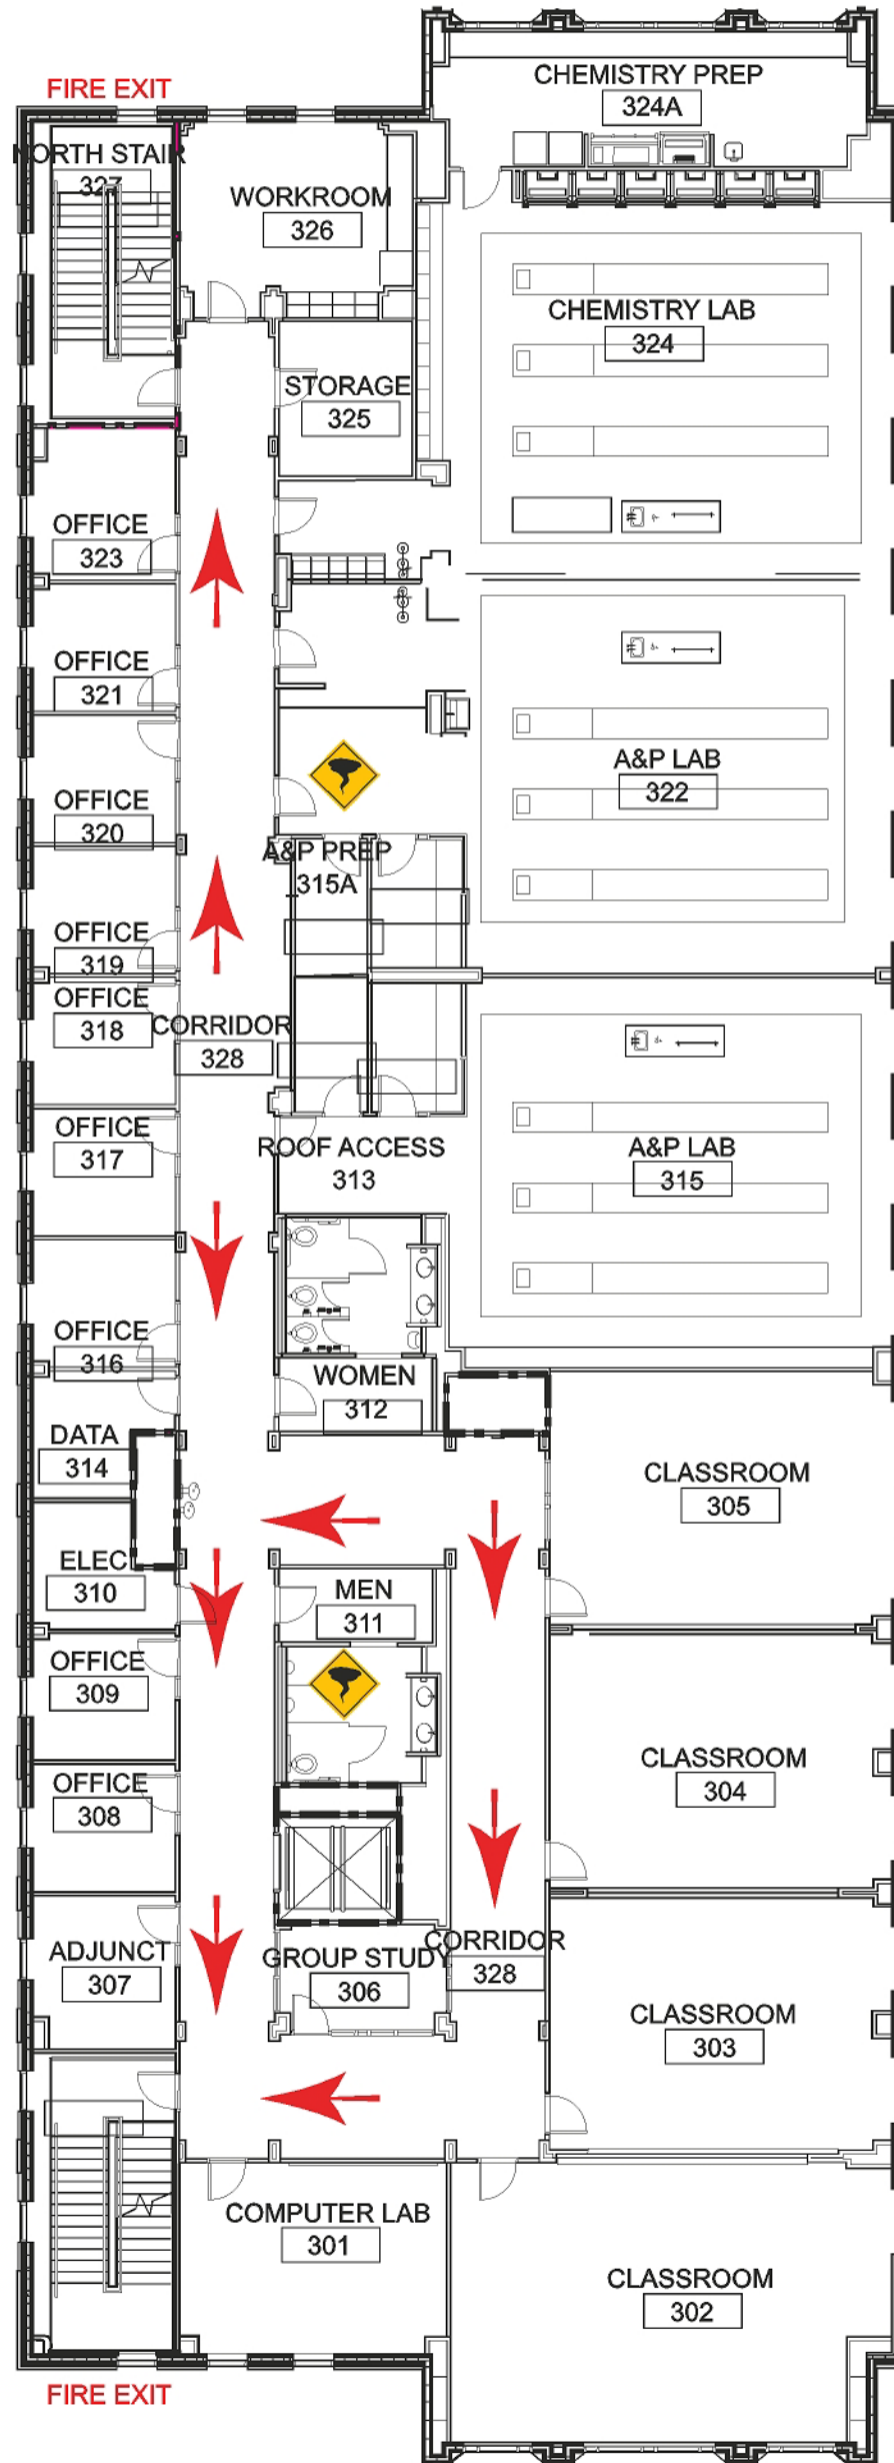 FIRE EXIT
CHEMISTRY PREP
324A
NORTH STAIR
327
WORKROOM
326
CHEMISTRY LAB
324
STORAGE
325
OFFICE
323
OFFICE
321
A&P LAB
322
OFFICE
320
A&P PREP
315A
OFFICE
319
OFFICE
318
CORRIDOR
328
OFFICE
317
ROOF ACCESS
313
A&P LAB
315
OFFICE
316
WOMEN
312
DATA
314
CLASSROOM
305
ELEC
310
MEN
311
OFFICE
309
CLASSROOM
304
OFFICE
308
ADJUNCT
307
GROUP STUDY
306
CORRIDOR
328
CLASSROOM
303
COMPUTER LAB
301
CLASSROOM
302
FIRE EXIT